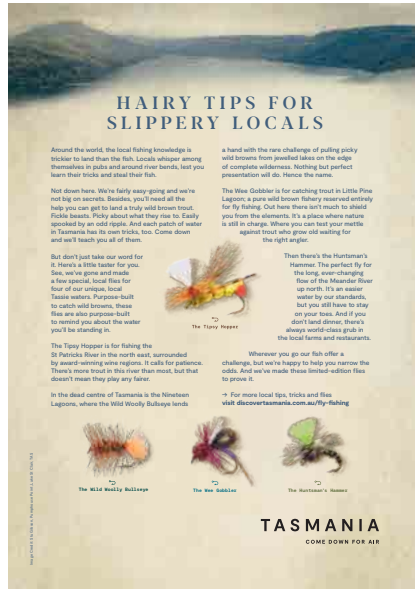 HAIRY TIPS FOR
SLIPPERY LOCALS
Around the world, the local fishing knowledge is
trickier to land than the fish. Locals whisper among
themselves in pubs and around river bends, lest you
learn their tricks and steal their fish.
Not down here. We're fairly easy-going and we're
not big on secrets. Besides, you'll need all the
help you can get to land a truly wild brown trout.
Fickle beasts. Picky about what they rise to. Easily
spooked by an odd ripple. And each patch of water
in Tasmania has its own tricks, too. Come down
and we'll teach you all of them.
But don't just take our word for
it. Here's a little taster for you.
See, we've gone and made
a few special, local flies for
four of our unique, local
Tassie waters. Purpose-built
to catch wild browns, these
flies are also purpose-built
to remind you about the water
you'll be standing in.
The Tipsy Hopper is for fishing the
St Patricks River in the north east, surrounded
by award-winning wine regions. It calls for patience.
There's more trout in this river than most, but that
doesn't mean they play any fairer.
In the dead centre of Tasmania is the Nineteen
Lagoons, where the Wild Woolly Bullseye lends
a hand with the rare challenge of pulling picky
wild browns from jewelled lakes on the edge
of complete wilderness. Nothing but perfect
presentation will do. Hence the name.
The Wee Gobbler is for catching trout in Little Pine
Lagoon; a pure wild brown fishery reserved entirely
for fly fishing. Out here there isn't much to shield
you from the elements. It's a place where nature
is still in charge. Where you can test your mettle
against trout who grow old waiting for
the right angler.
Then there's the Huntsman's
Hammer. The perfect fly for
the long, ever-changing
flow of the Meander River
up north. It's an easier
water by our standards,
but you still have to stay
on your toes. And if you
don't land dinner, there's
always world-class grub in
the local farms and restaurants.
Wherever you go our fish offer a
challenge, but we're happy to help you narrow the
odds. And we've made these limited-edition flies
to prove it.
→ For more local tips, tricks and flies
visit discovertasmania.com.au/fly-fishing
The Tipsy Hopper
The Wild Woolly Bullseye
The Wee Gobbler
The Huntsman's Hammer
TASMANIA
COME DOWN FOR AIR